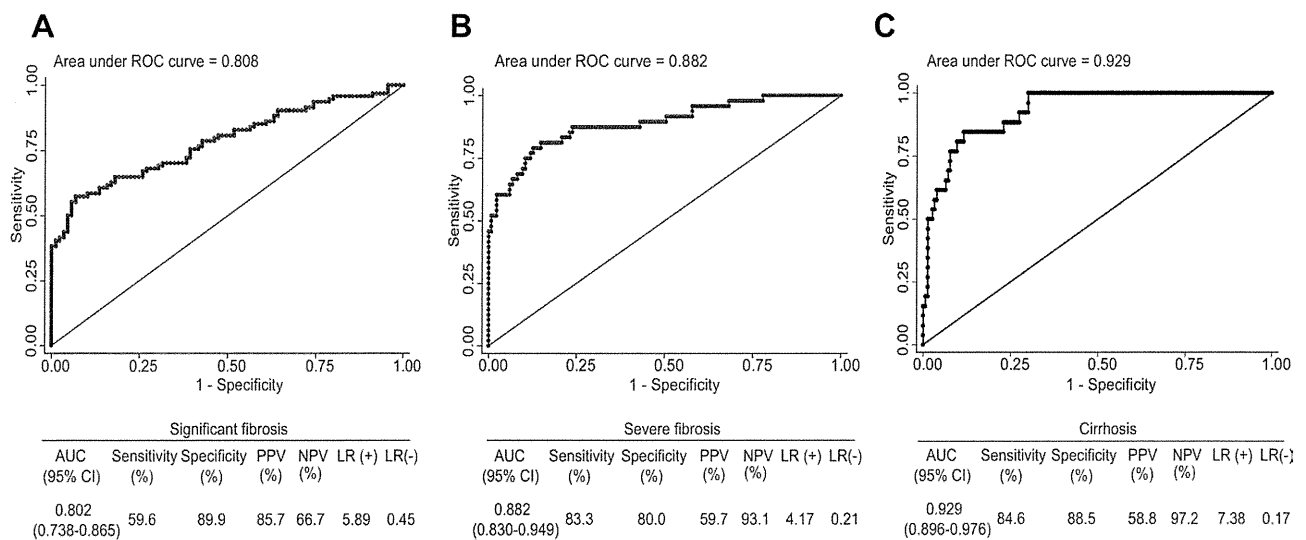 A
Area under ROC curve = 0.808
Sensitivity
1.00
0.75
0.50
0.25
0.00
0.00 0.25 0.50 0.75 1.00
1 - Specificity
Significant fibrosis
AUC (95% CI) Sensitivity (%) Specificity (%) PPV (%) NPV (%) LR (+) LR(-)
0.802 (0.738-0.865) 59.6 89.9 85.7 66.7 5.89 0.45
B
Area under ROC curve = 0.882
Sensitivity
1.00
0.75
0.50
0.25
0.00
0.00 0.25 0.50 0.75 1.00
1 - Specificity
Severe fibrosis
AUC (95% CI) Sensitivity (%) Specificity (%) PPV (%) NPV (%) LR (+) LR(-)
0.882 (0.830-0.949) 83.3 80.0 59.7 93.1 4.17 0.21
C
Area under ROC curve = 0.929
Sensitivity
1.00
0.75
0.50
0.25
0.00
0.00 0.25 0.50 0.75 1.00
1 - Specificity
Cirrhosis
AUC (95% CI) Sensitivity (%) Specificity (%) PPV (%) NPV (%) LR (+) LR(-)
0.929 (0.896-0.976) 84.6 88.5 58.8 97.2 7.38 0.17